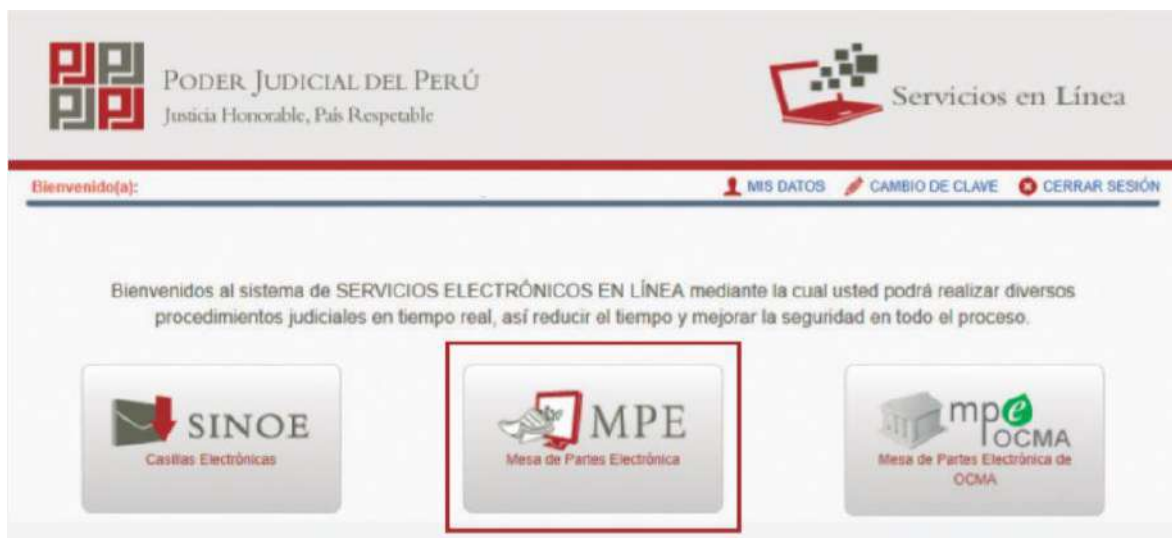 PODER JUDICIAL DEL PERÚ
Justicia Honorable, País Respetable
Servicios en Línea
Bienvenido(a):
MIS DATOS CAMBIO DE CLAVE CERRAR SESIÓN
Bienvenidos al sistema de SERVICIOS ELECTRÓNICOS EN LÍNEA mediante la cual usted podrá realizar diversos
procedimientos judiciales en tiempo real, así reducir el tiempo y mejorar la seguridad en todo el proceso.
SINOE
Casillas Electrónicas
MPE
Mesa de Partes Electrónica
mpe
OCMA
Mesa de Partes Electrónica de
OCMA